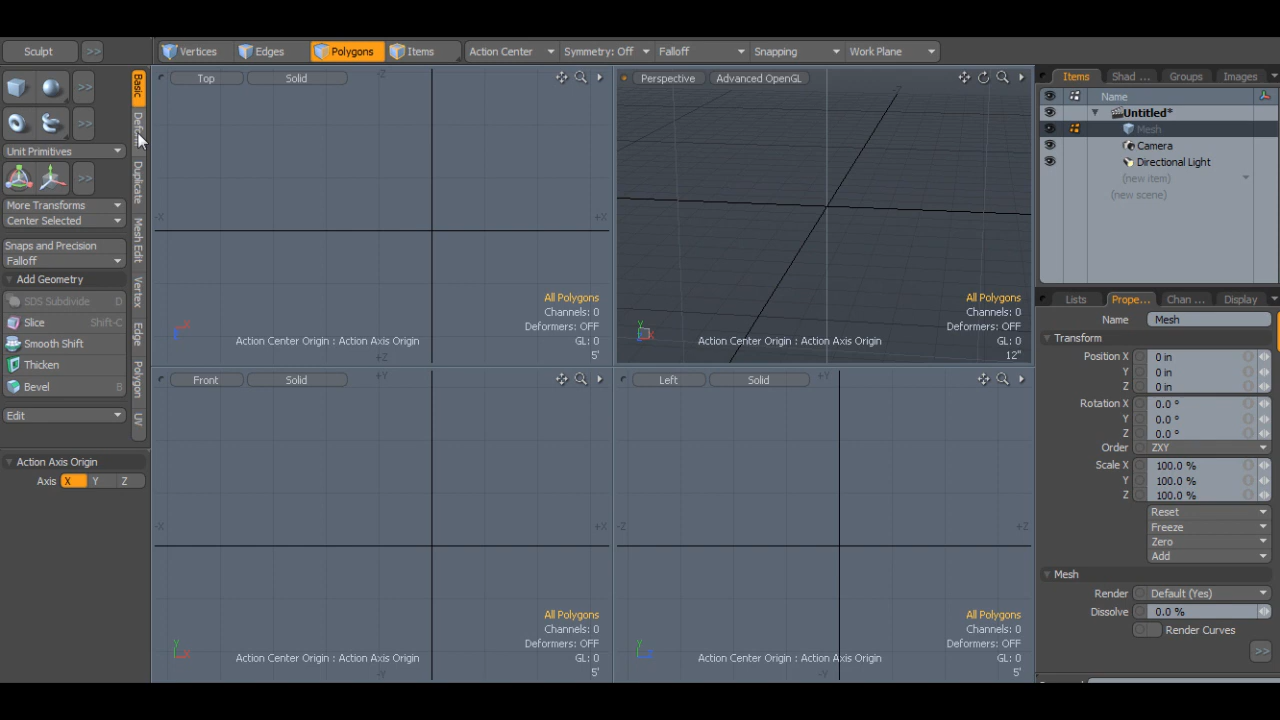 Sculpt >> Vertices Edges Polygons Items Action Center Symmetry: Off Falloff Snapping Work Plane
Basic
>>
>>
Unit Primitives
>>
More Transforms
Center Selected
Snaps and Precision
Falloff
Add Geometry
SDS Subdivide D
Slice Shift-C
Smooth Shift
Thicken
Bevel B
Edit
Duplicate
Mesh Edit
Vertex
Edge
Polygon
UV
Action Axis Origin
Axis X Y Z
Top Solid
-Z
-X +X
All Polygons
Channels: 0
Deformers: OFF
GL: 0
Action Center Origin : Action Axis Origin
5'
+Z
Perspective Advanced OpenGL
All Polygons
Channels: 0
Deformers: OFF
GL: 0
Action Center Origin : Action Axis Origin
12"
Front Solid
+Y
-X +X
All Polygons
Channels: 0
Deformers: OFF
GL: 0
Action Center Origin : Action Axis Origin
5'
-Y
Left Solid
+Y
-Z +Z
All Polygons
Channels: 0
Deformers: OFF
GL: 0
Action Center Origin : Action Axis Origin
5'
Items Shad ... Groups Images
Name
Untitled*
Mesh
Camera
Directional Light
(new item)
(new scene)
Lists Prope... Chan ... Display
Name Mesh
Transform
Position X 0 in
Y 0 in
Z 0 in
Rotation X 0.0 °
Y 0.0 °
Z 0.0 °
Order ZXY
Scale X 100.0 %
Y 100.0 %
Z 100.0 %
Reset
Freeze
Zero
Add
Mesh
Render Default (Yes)
Dissolve 0.0 %
Render Curves
>>